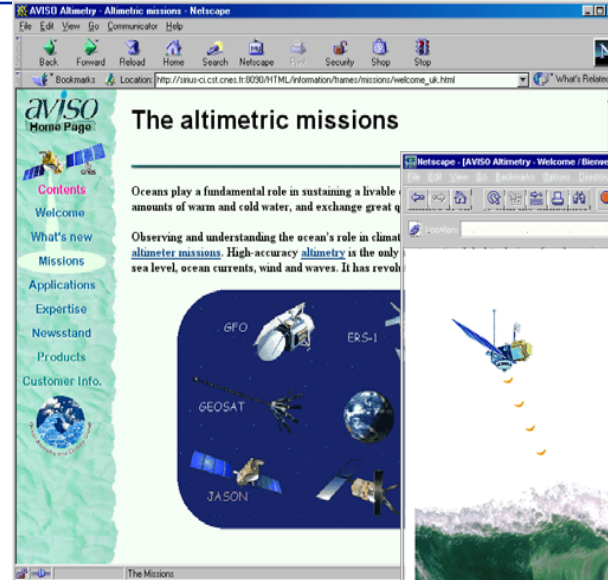 AVISO Altimetry - Altimetric missions - Netscape
File Edit View Go Communicator Help
Back Forward Reload Home Search Netscape Print Security Shop Stop
Bookmarks Location: http://sirius-ci.cst.cnes.fr:8090/HTML/information/frames/missions/welcome_uk.html What's Related
aviso
Home Page
cnes
Contents
Welcome
What's new
Missions
Applications
Expertise
Newsstand
Products
Customer Info.
The altimetric missions
Oceans play a fundamental role in sustaining a livable
amounts of warm and cold water, and exchange great q
Observing and understanding the ocean's role in climat
altimeter missions. High-accuracy altimetry is the only
sea level, ocean currents, wind and waves. It has revol
GFO
ERS-1
GEOSAT
JASON
The Missions
Netscape - [AVISO Altimetry - Welcome / Bienve
File Edit View Go Bookmarks Options Director
Location: